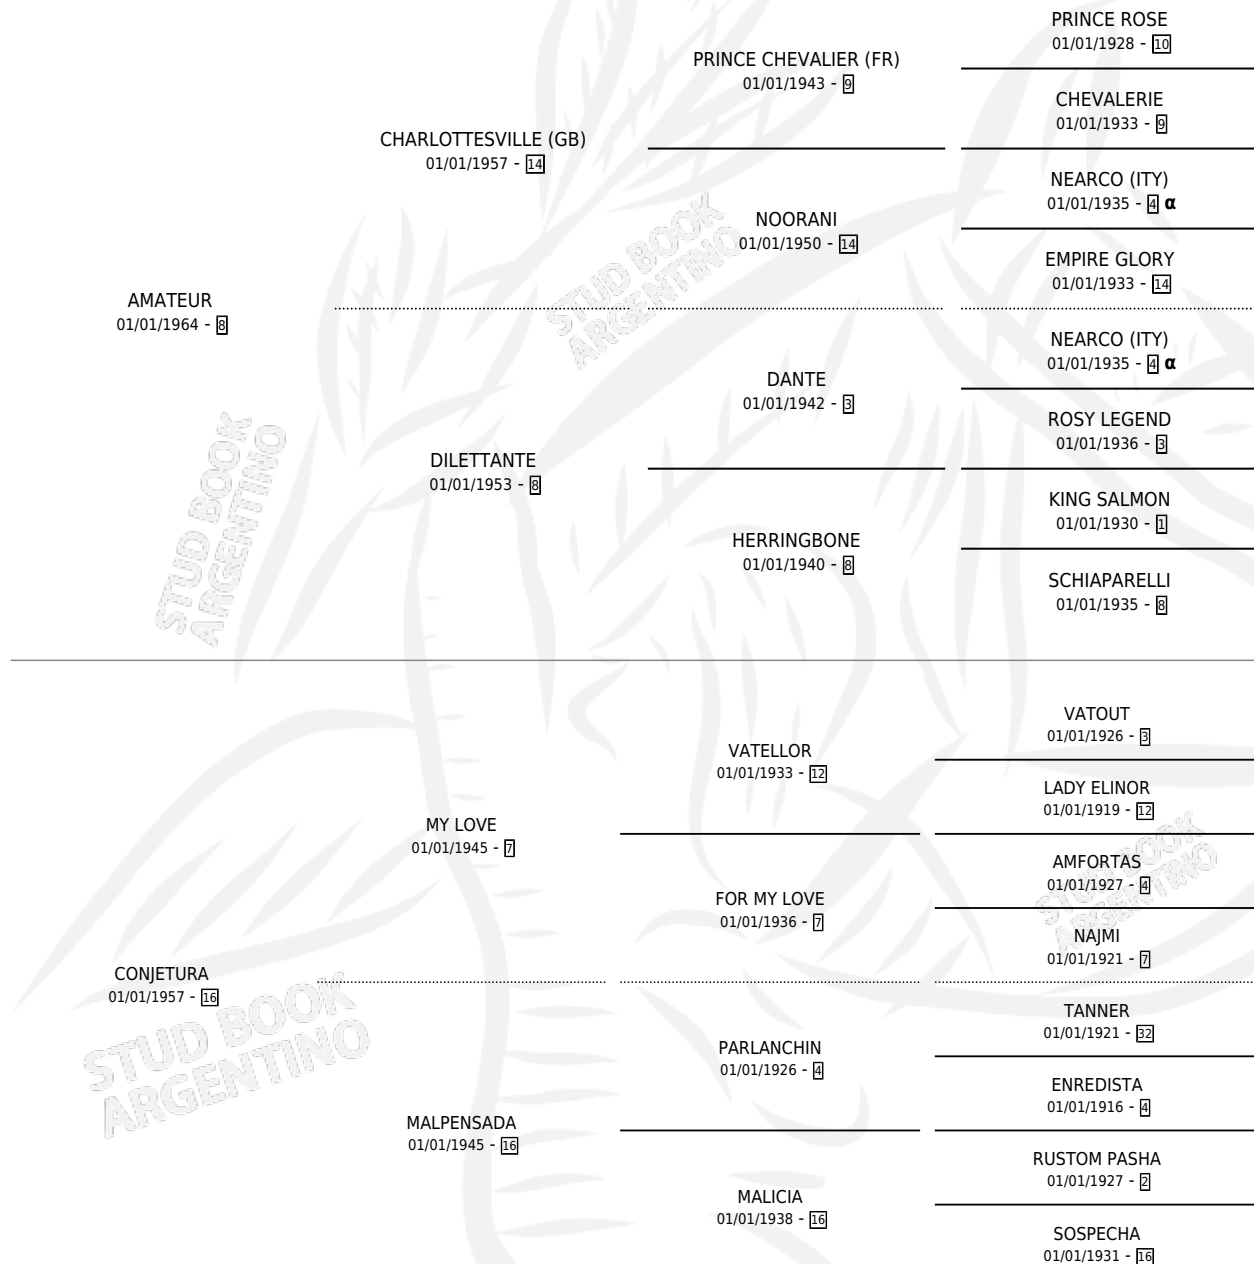 PRINCE ROSE
01/01/1928 - 10
PRINCE CHEVALIER (FR)
01/01/1943 - 9
CHEVALERIE
01/01/1933 - 9
CHARLOTTESVILLE (GB)
01/01/1957 - 14
NEARCO (ITY)
01/01/1935 - 4 α
NOORANI
01/01/1950 - 14
EMPIRE GLORY
01/01/1933 - 14
AMATEUR
01/01/1964 - 8
NEARCO (ITY)
01/01/1935 - 4 α
DANTE
01/01/1942 - 3
ROSY LEGEND
01/01/1936 - 3
DILETTANTE
01/01/1953 - 8
KING SALMON
01/01/1930 - 1
HERRINGBONE
01/01/1940 - 8
SCHIAPARELLI
01/01/1935 - 8
VATOUT
01/01/1926 - 3
VATELLOR
01/01/1933 - 12
LADY ELINOR
01/01/1919 - 12
MY LOVE
01/01/1945 - 7
AMFORTAS
01/01/1927 - 4
FOR MY LOVE
01/01/1936 - 7
NAJMI
01/01/1921 - 7
CONJETURA
01/01/1957 - 16
TANNER
01/01/1921 - 32
PARLANCHIN
01/01/1926 - 4
ENREDISTA
01/01/1916 - 4
MALPENSADA
01/01/1945 - 16
RUSTOM PASHA
01/01/1927 - 2
MALICIA
01/01/1938 - 16
SOSPECHA
01/01/1931 - 16
STUD BOOK
ARGENTINO
STUD BOOK
ARGENTINO
STUD BOOK
ARGENTINO
STUD BOOK
ARGENTINO